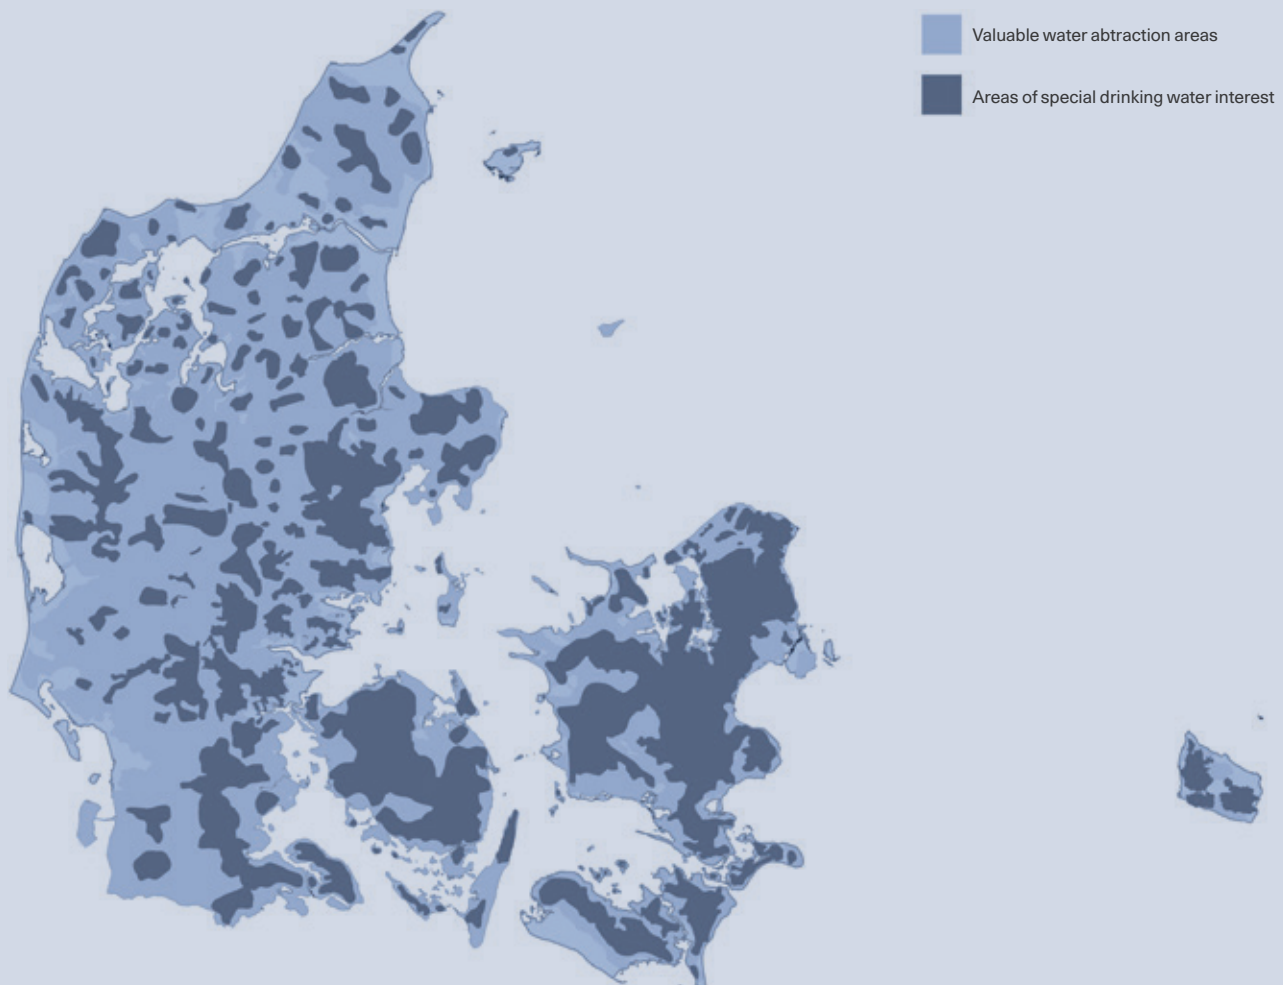 Valuable water abtraction areas
Areas of special drinking water interest